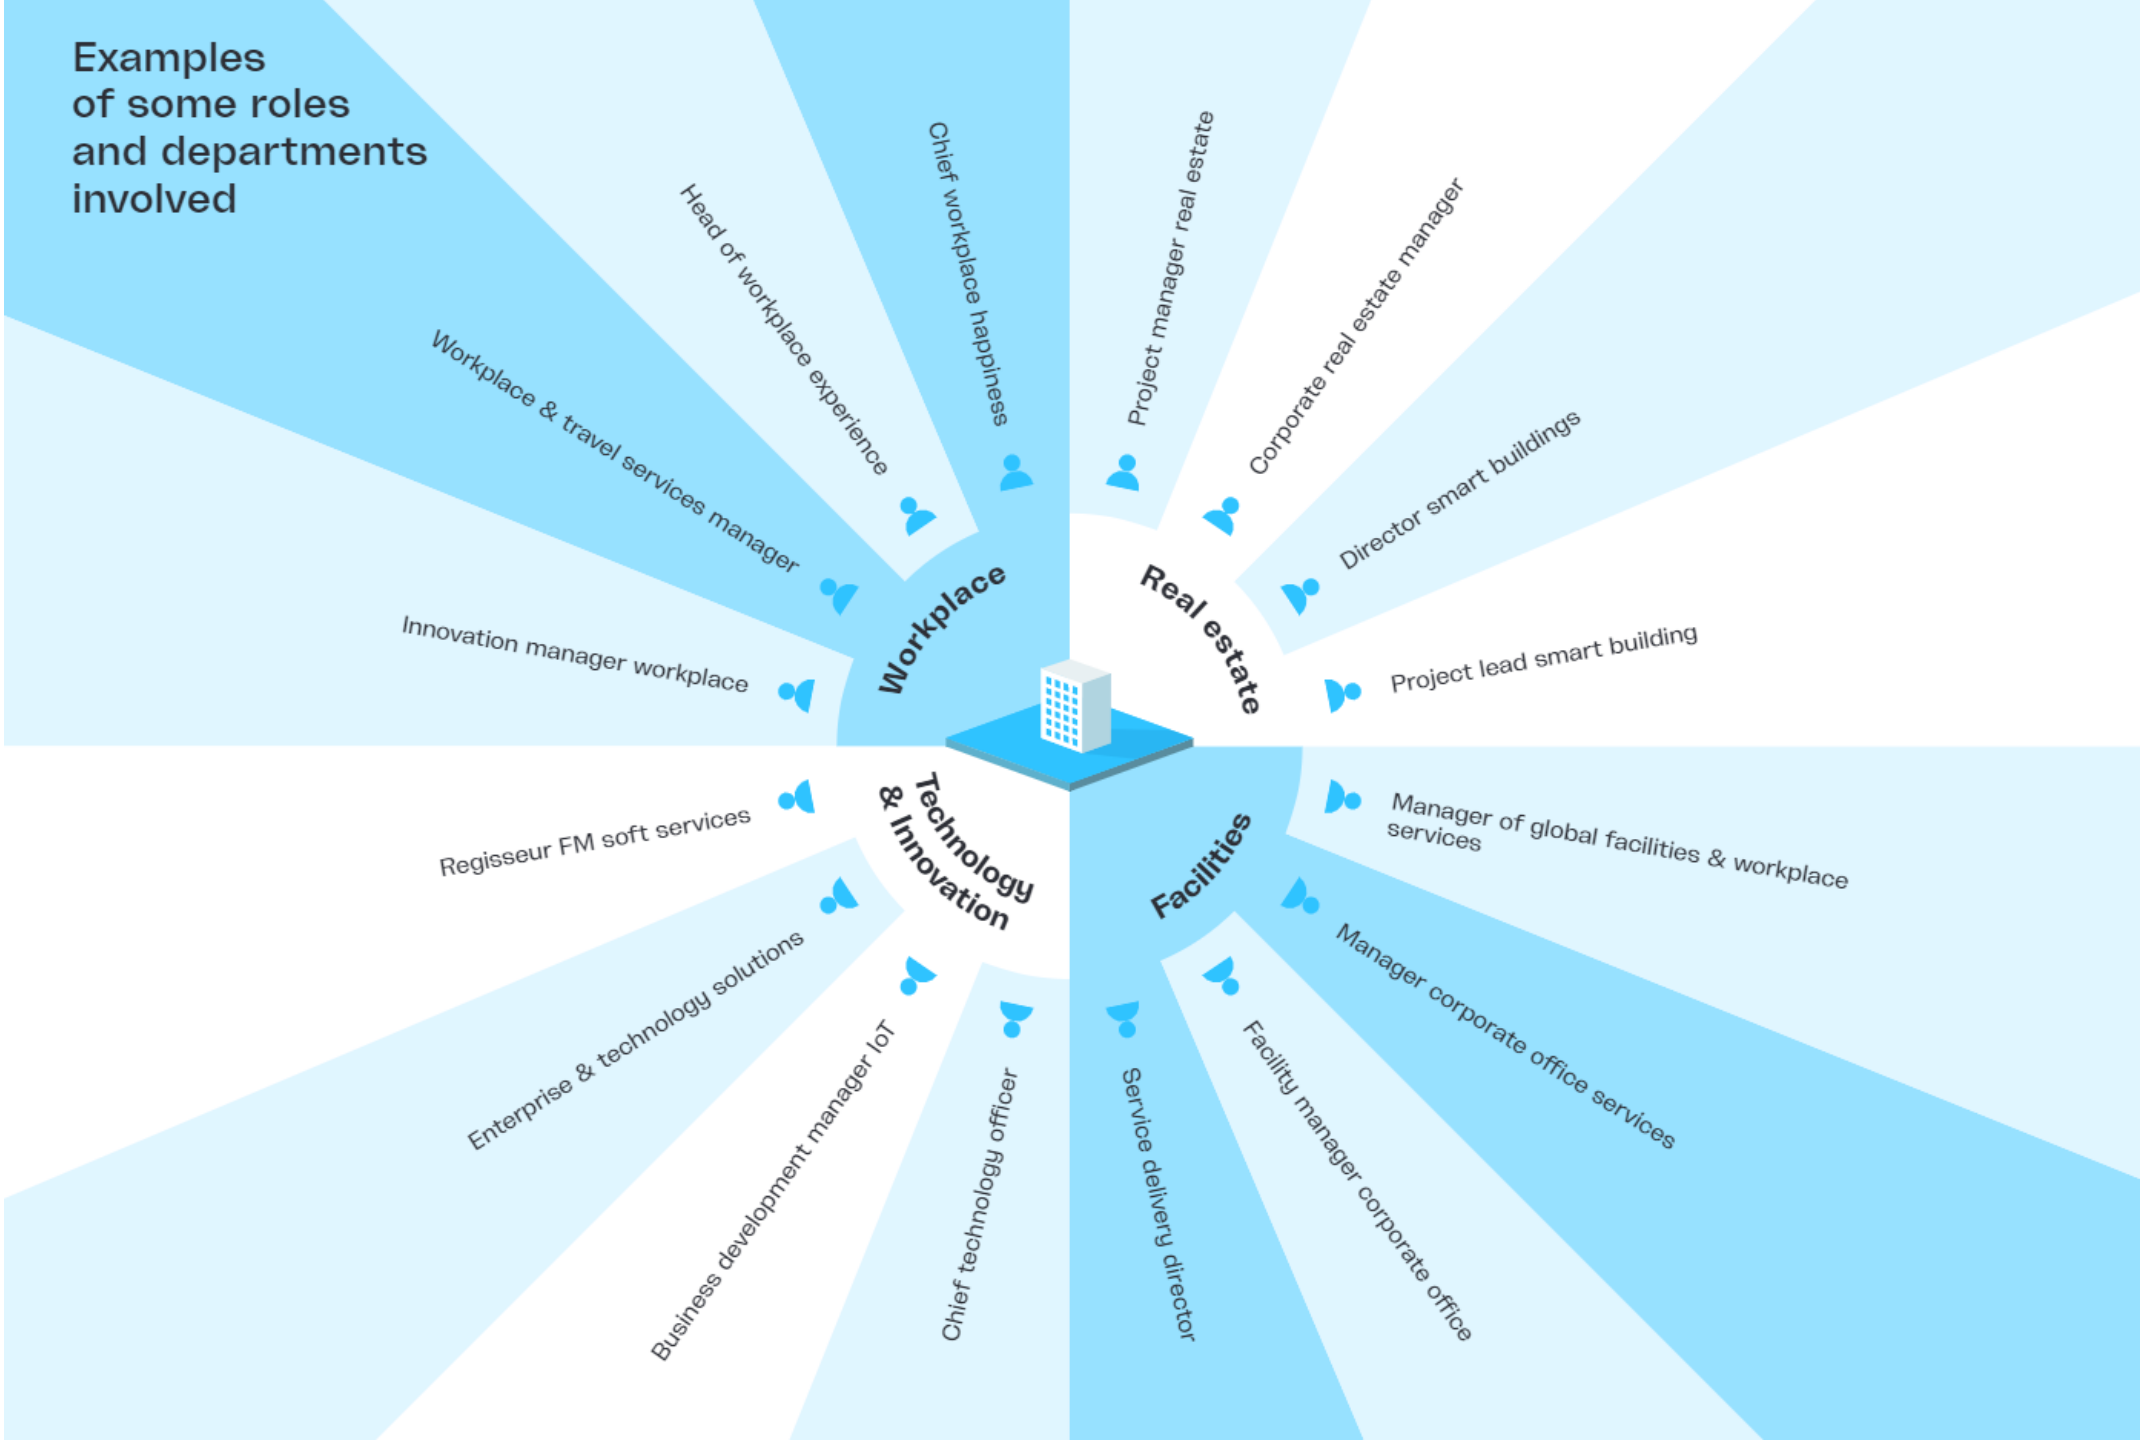 Examples
of some roles
and departments
involved
Workplace
Innovation manager workplace
Workplace & travel services manager
Head of workplace experience
Chief workplace happiness
Real estate
Project manager real estate
Corporate real estate manager
Director smart buildings
Project lead smart building
Facilities
Manager of global facilities & workplace
services
Manager corporate office services
Facility manager corporate office
Service delivery director
Technology
& Innovation
Chief technology officer
Business development manager IoT
Enterprise & technology solutions
Regisseur FM soft services